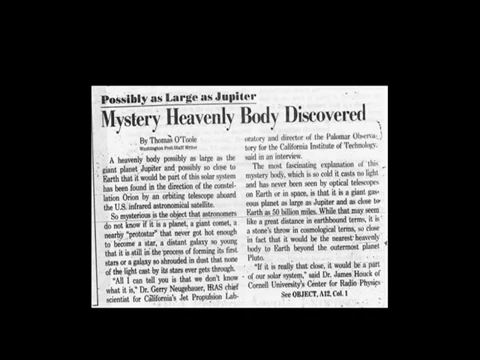 Possibly as Large as Jupiter
Mystery Heavenly Body Discovered
By Thomas O'Toole
Washington Post Staff Writer
A heavenly body possibly as large as the
giant planet Jupiter and possibly so close to
Earth that it would be part of this solar system
has been found in the direction of the constel-
lation Orion by an orbiting telescope aboard
the U.S. infrared astronomical satellite.
So mysterious is the object that astronomers
do not know if it is a planet, a giant comet, a
nearby "protostar" that never got hot enough
to become a star, a distant galaxy so young
that it is still in the process of forming its first
stars or a galaxy so shrouded in dust that none
of the light cast by its stars ever gets through.
"All I can tell you is that we don't know
what it is," Dr. Gerry Neugebauer, IRAS chief
scientist for California's Jet Propulsion Lab-
oratory and director of the Palomar Observa-
tory for the California Institute of Technology,
said in an interview.
The most fascinating explanation of this
mystery body, which is so cold it casts no light
and has never been seen by optical telescopes
on Earth or in space, is that it is a giant gas-
eous planet as large as Jupiter and as close to
Earth as 50 billion miles. While that may seem
like a great distance in earthbound terms, it is
a stone's throw in cosmological terms, so close
in fact that it would be the nearest heavenly
body to Earth beyond the outermost planet
Pluto.
"If it is really that close, it would be a part
of our solar system," said Dr. James Houck of
Cornell University's Center for Radio Physics
See OBJECT, A12, Col. 1